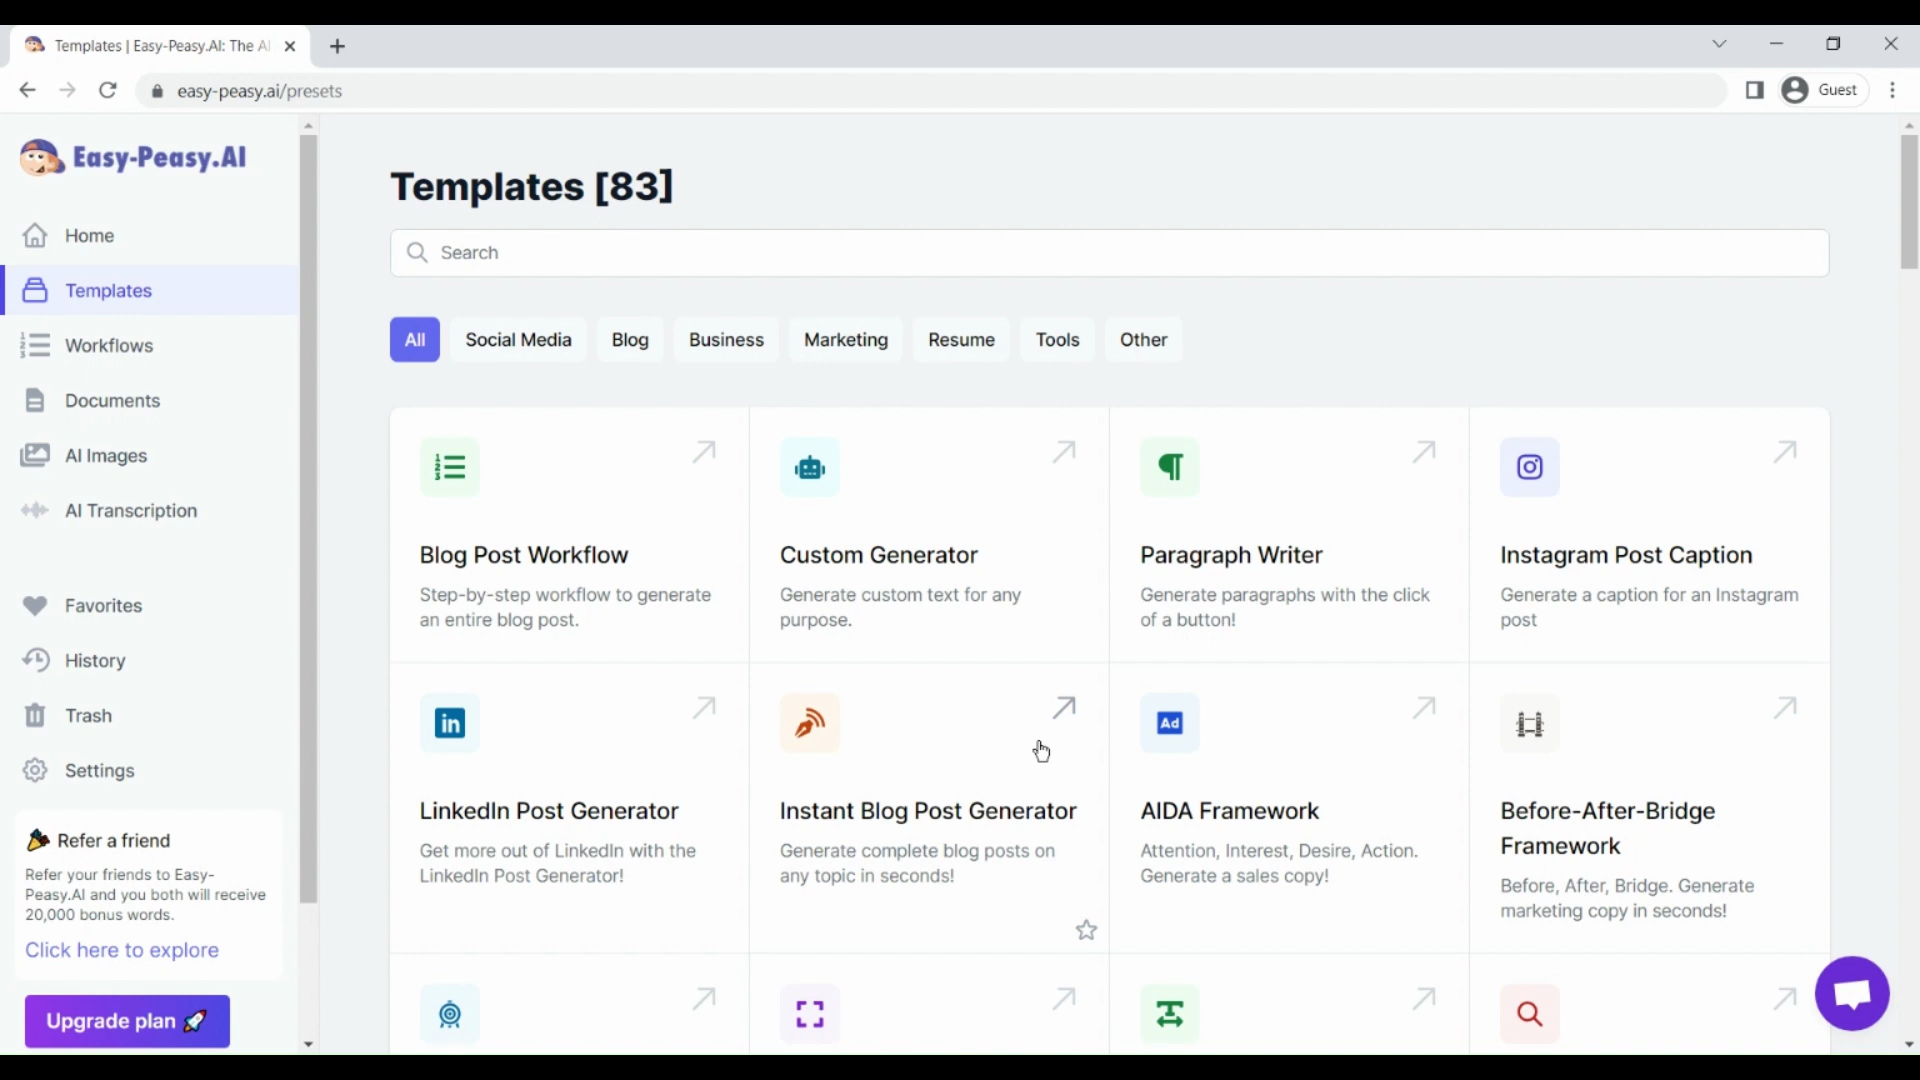 Templates | Easy-Peasy.AI: The AI
easy-peasy.ai/presets
Guest
Easy-Peasy.AI
Home
Templates
Workflows
Documents
AI Images
AI Transcription
Favorites
History
Trash
Settings
Refer a friend
Refer your friends to Easy-
Peasy.AI and you both will receive
20,000 bonus words.
Click here to explore
Upgrade plan
Templates [83]
Search
All
Social Media
Blog
Business
Marketing
Resume
Tools
Other
Blog Post Workflow
Step-by-step workflow to generate
an entire blog post.
Custom Generator
Generate custom text for any
purpose.
Paragraph Writer
Generate paragraphs with the click
of a button!
Instagram Post Caption
Generate a caption for an Instagram
post
in
LinkedIn Post Generator
Get more out of LinkedIn with the
LinkedIn Post Generator!
Instant Blog Post Generator
Generate complete blog posts on
any topic in seconds!
Ad
AIDA Framework
Attention, Interest, Desire, Action.
Generate a sales copy!
Before-After-Bridge
Framework
Before, After, Bridge. Generate
marketing copy in seconds!